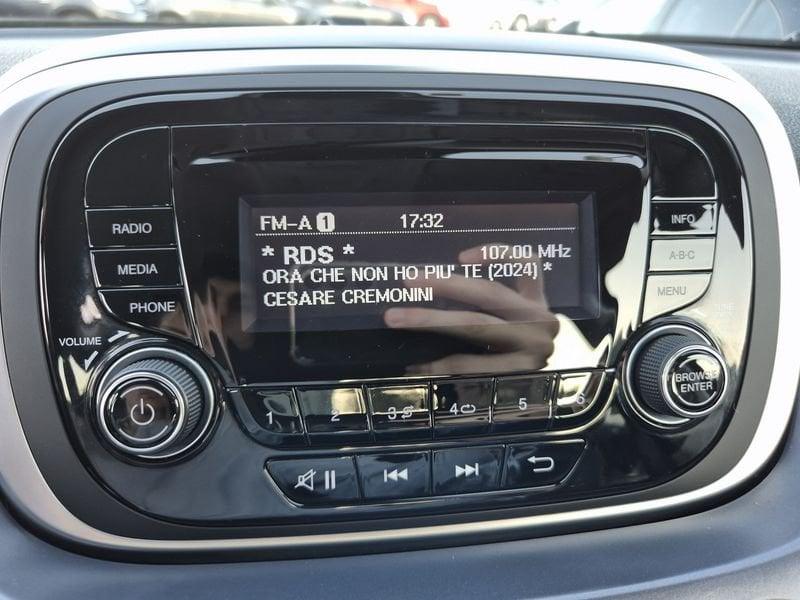 FM-A 1 17:32
* RDS * 107.00 MHz
ORA CHE NON HO PIU' TE (2024) *
CESARE CREMONINI
RADIO
MEDIA
PHONE
VOLUME
INFO
A·B·C
MENU
BROWSE
ENTER
1 2 3 4 5 6